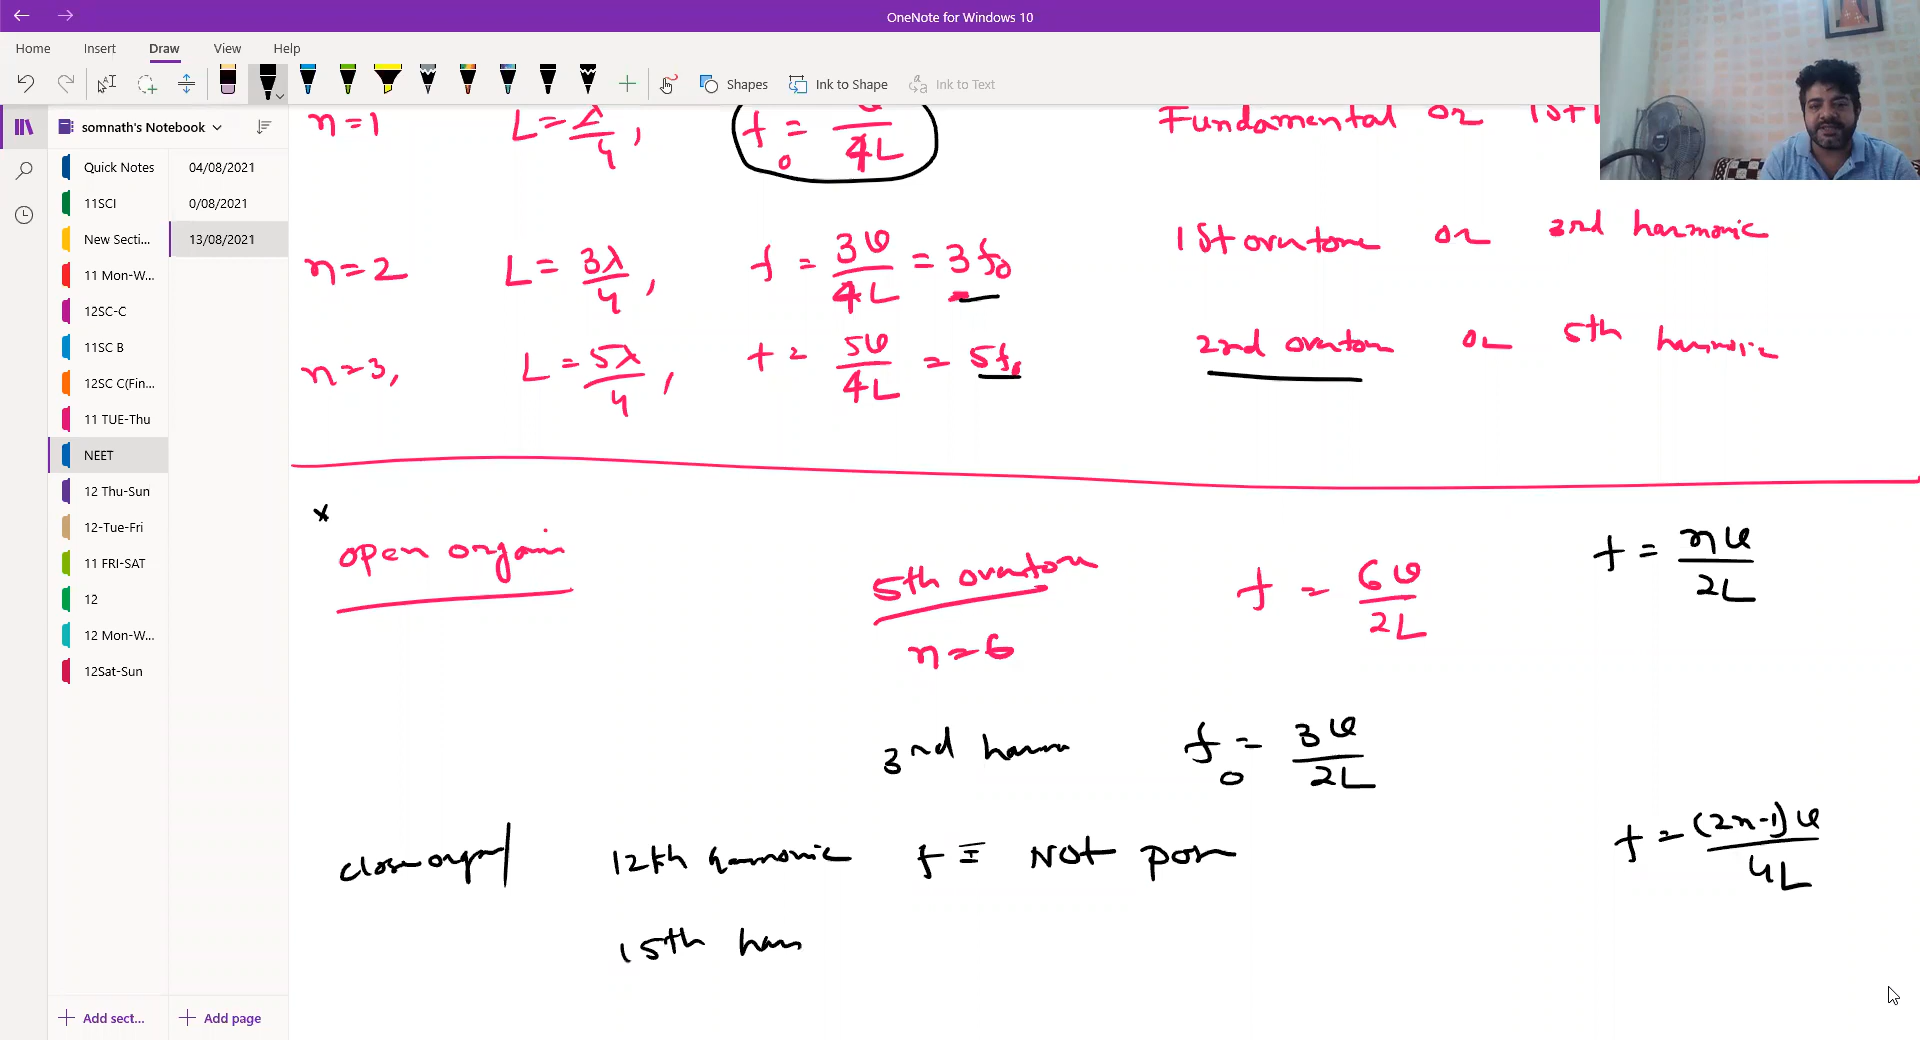 OneNote for Windows 10
Home Insert Draw View Help
Shapes Ink to Shape Ink to Text
somnath's Notebook
Quick Notes
11SCI
New Secti...
11 Mon-W...
12SC-C
11SC B
12SC C(Fin...
11 TUE-Thu
NEET
12 Thu-Sun
12-Tue-Fri
11 FRI-SAT
12
12 Mon-W...
12Sat-Sun
Add sect...
04/08/2021
0/08/2021
13/08/2021
Add page
n=1 L=λ/4, f₀ = v/4L Fundamental or 1st
n=2 L= 3λ/4, f = 3v/4L = 3f₀ 1st overtone or 3rd harmonic
n=3, L = 5λ/4, f = 5v/4L = 5f₀ 2nd overton or 5th harmonic
*
open orgain 5th overtone f = 6v/2L f = nv/2L
n=6
3rd harm f₀ = 3v/2L
close organ 12th harmonic f = Not poss f = (2n-1)v/4L
15th har